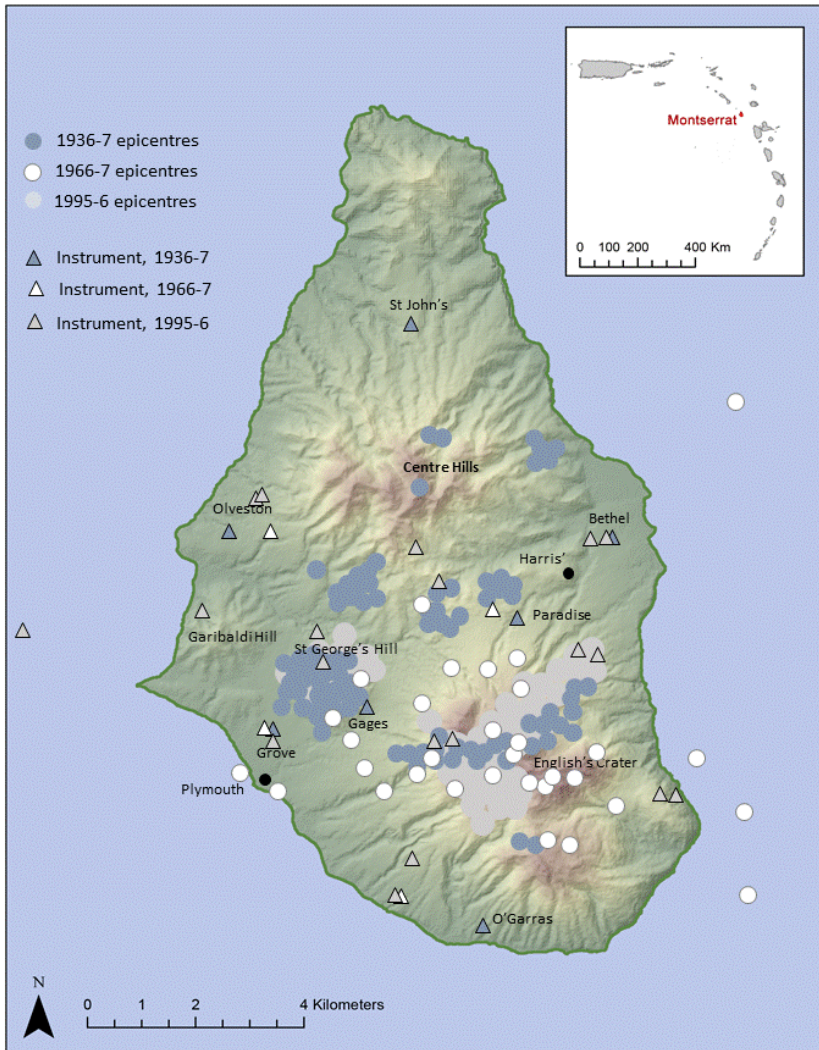 Montserrat
0 100 200 400 Km
1936-7 epicentres
1966-7 epicentres
1995-6 epicentres
Instrument, 1936-7
Instrument, 1966-7
Instrument, 1995-6
St John's
Centre Hills
Olveston
Bethel
Harris'
Paradise
Garibaldi Hill
St George's Hill
Gages
Grove
English's Crater
Plymouth
O'Garras
N
0 1 2 4 Kilometers